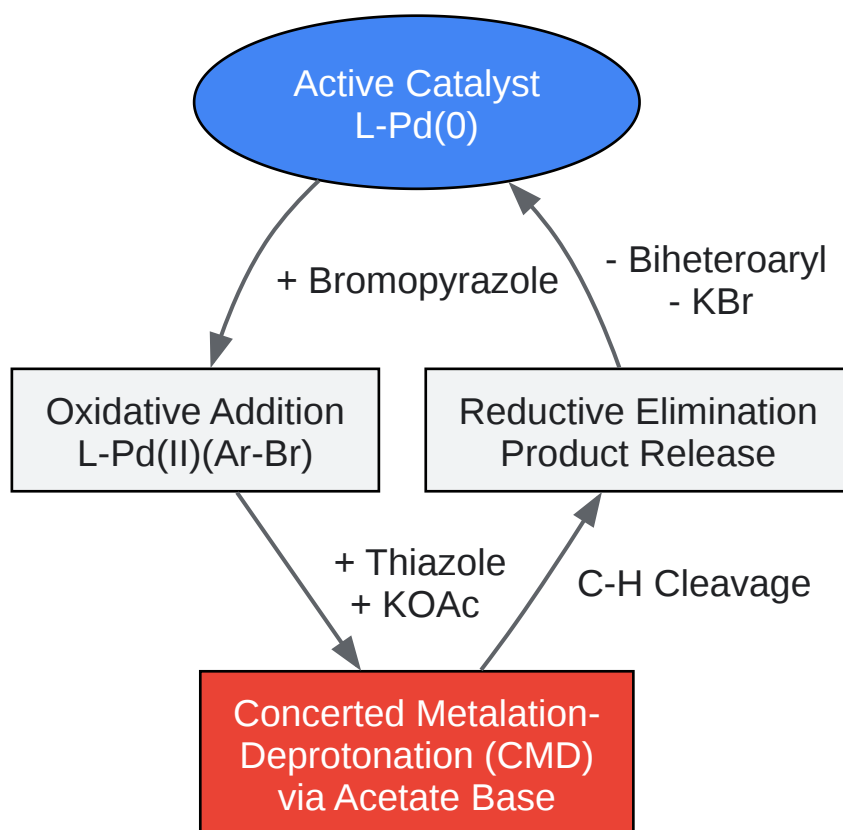 Active Catalyst
L-Pd(0)
+ Bromopyrazole
- Biheteroaryl
- KBr
Oxidative Addition
L-Pd(II)(Ar-Br)
Reductive Elimination
Product Release
+ Thiazole
+ KOAc
C-H Cleavage
Concerted Metalation-
Deprotonation (CMD)
via Acetate Base